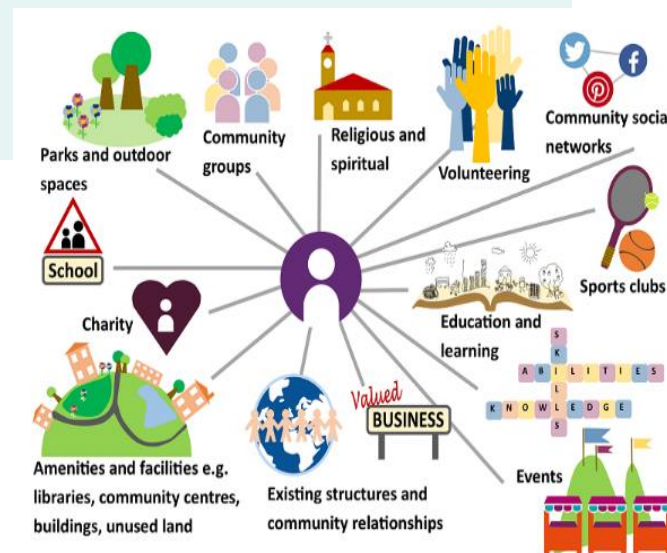 Parks and outdoor
spaces
Community
groups
Religious and
spiritual
Volunteering
Community social
networks
School
Charity
Sports clubs
Education and
learning
SKILLS
ABILITIES
KNOWLEDGE
Amenities and facilities e.g.
libraries, community centres,
buildings, unused land
Existing structures and
community relationships
Valued
BUSINESS
Events